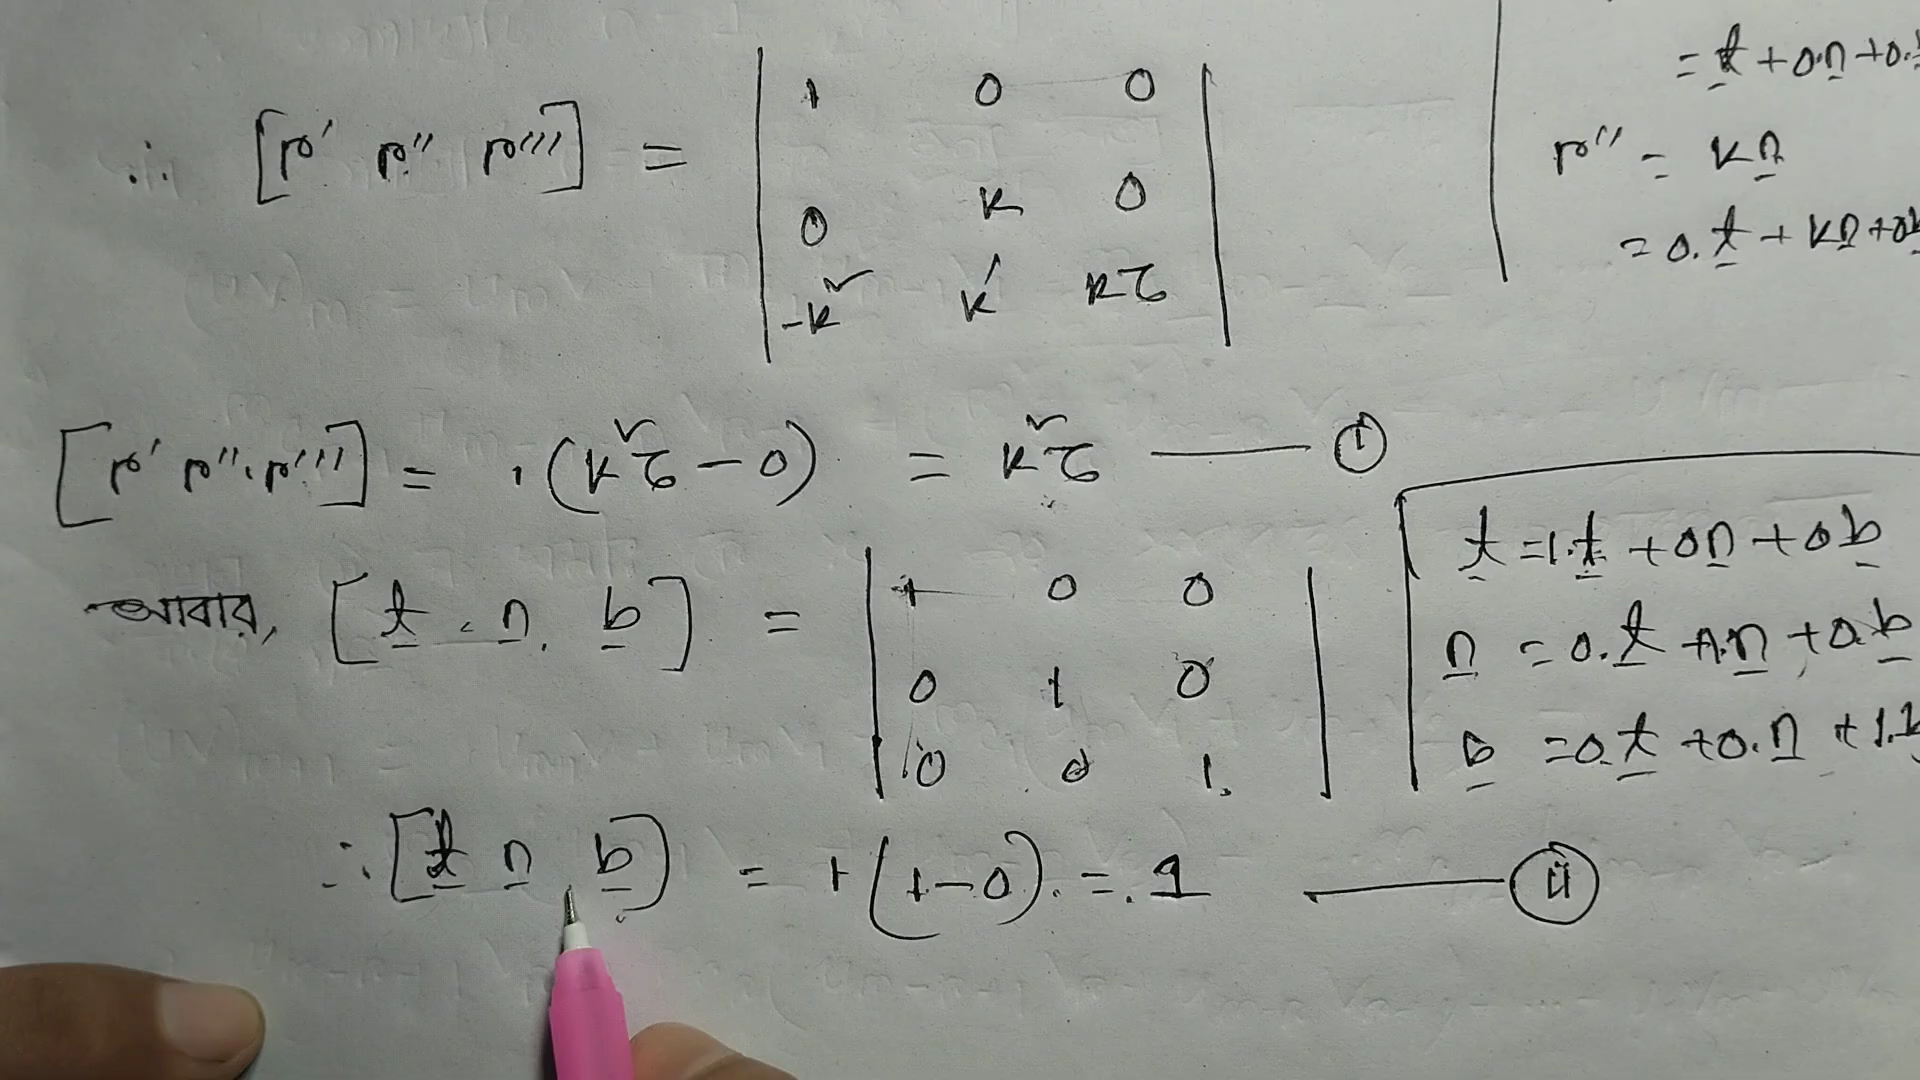 = t + 0.n + 0.
∴ [r' r'' r'''] = | 1 0 0 |
| 0 k 0 |
| -k² k' kτ |
r'' = kn
= 0.t + kn + 0b
[r' r'' r'''] = 1(k²τ - 0) = k²τ —— (i)
আবার, [t . n . b] = | 1 0 0 |
| 0 1 0 |
| 0 0 1 |
t = 1.t + 0n + 0b
n = 0.t + 1.n + 0.b
b = 0.t + 0.n + 1.b
∴ [t n b] = 1(1-0) = 1 —— (ii)